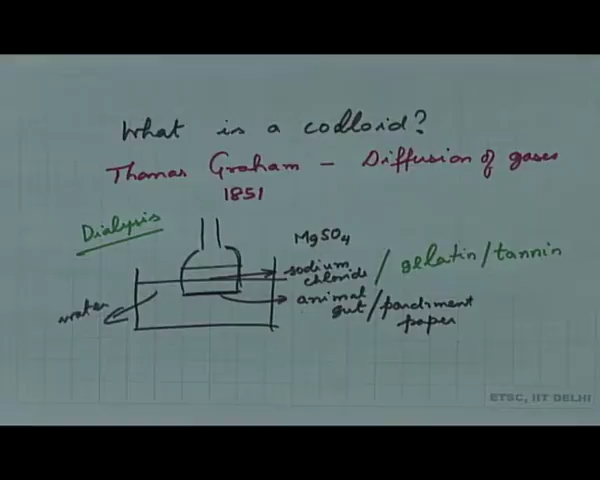 What is a colloid?
Thomas Graham – Diffusion of gases
1851
Dialysis
MgSO4
sodium chloride / gelatin/tannin
animal gut/parchment paper
water
ETSC, IIT DELHI